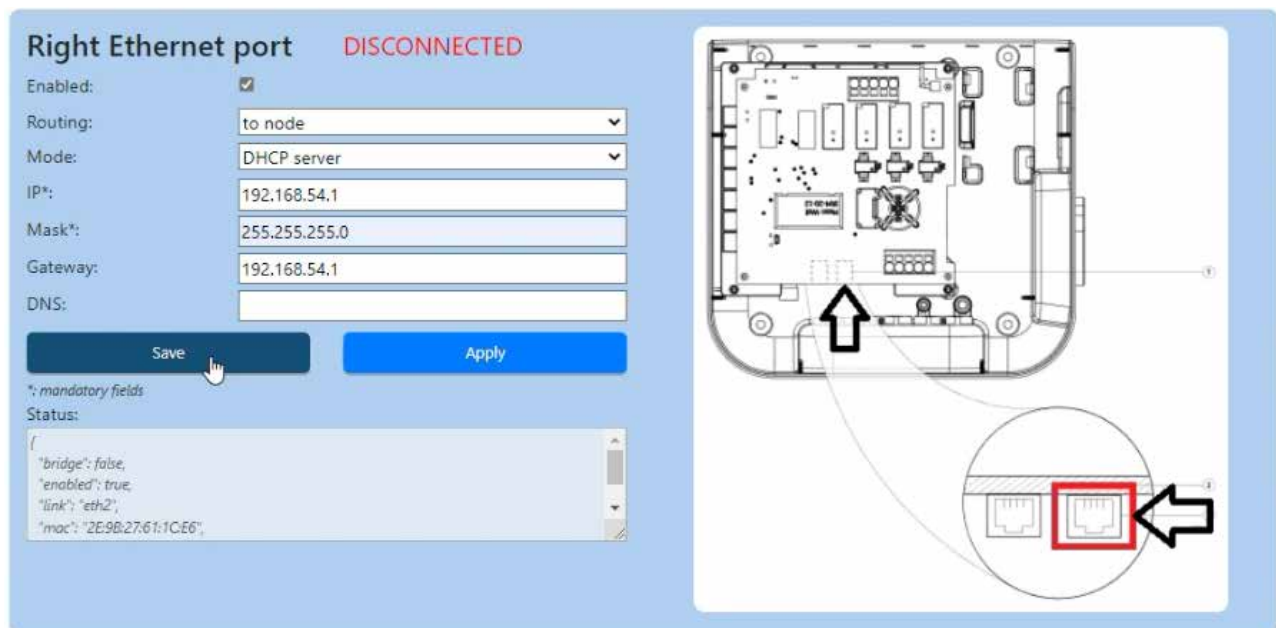 Right Ethernet port DISCONNECTED
Enabled:
Routing: to node
Mode: DHCP server
IP*: 192.168.54.1
Mask*: 255.255.255.0
Gateway: 192.168.54.1
DNS:
Save Apply
*: mandatory fields
Status:
{
"bridge": false,
"enabled": true,
"link": "eth2",
"mac": "2E:9B:27:61:1C:E6",